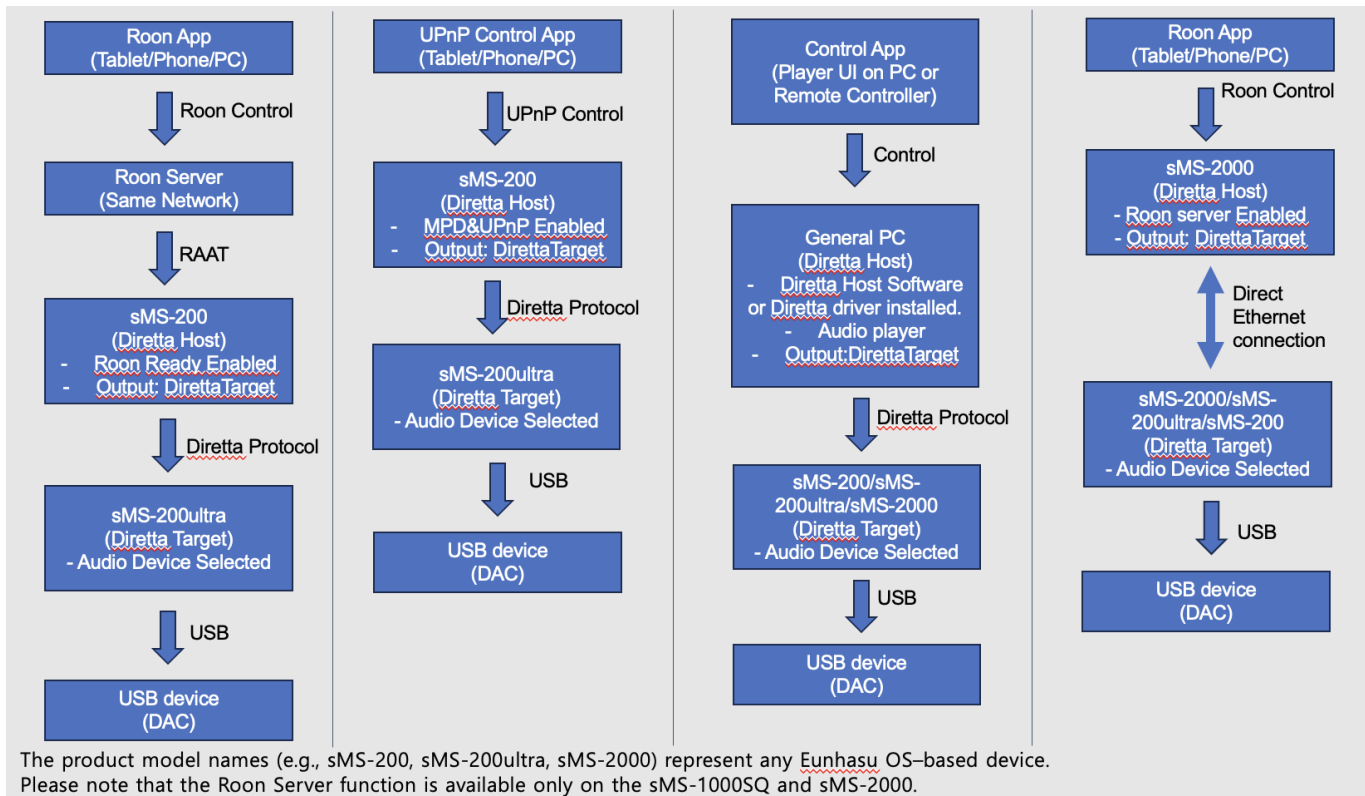 Roon App
(Tablet/Phone/PC)
Roon Control
Roon Server
(Same Network)
RAAT
sMS-200
(Diretta Host)
- Roon Ready Enabled
- Output: DirettaTarget
Diretta Protocol
sMS-200ultra
(Diretta Target)
- Audio Device Selected
USB
USB device
(DAC)
UPnP Control App
(Tablet/Phone/PC)
UPnP Control
sMS-200
(Diretta Host)
- MPD&UPnP Enabled
- Output: DirettaTarget
Diretta Protocol
sMS-200ultra
(Diretta Target)
- Audio Device Selected
USB
USB device
(DAC)
Control App
(Player UI on PC or
Remote Controller)
Control
General PC
(Diretta Host)
- Diretta Host Software
or Diretta driver installed.
- Audio player
- Output:DirettaTarget
Diretta Protocol
sMS-200/sMS-
200ultra/sMS-2000
(Diretta Target)
- Audio Device Selected
USB
USB device
(DAC)
Roon App
(Tablet/Phone/PC)
Roon Control
sMS-2000
(Diretta Host)
- Roon server Enabled
- Output: DirettaTarget
Direct
Ethernet
connection
sMS-2000/sMS-
200ultra/sMS-200
(Diretta Target)
- Audio Device Selected
USB
USB device
(DAC)
The product model names (e.g., sMS-200, sMS-200ultra, sMS-2000) represent any Eunhasu OS–based device.
Please note that the Roon Server function is available only on the sMS-1000SQ and sMS-2000.